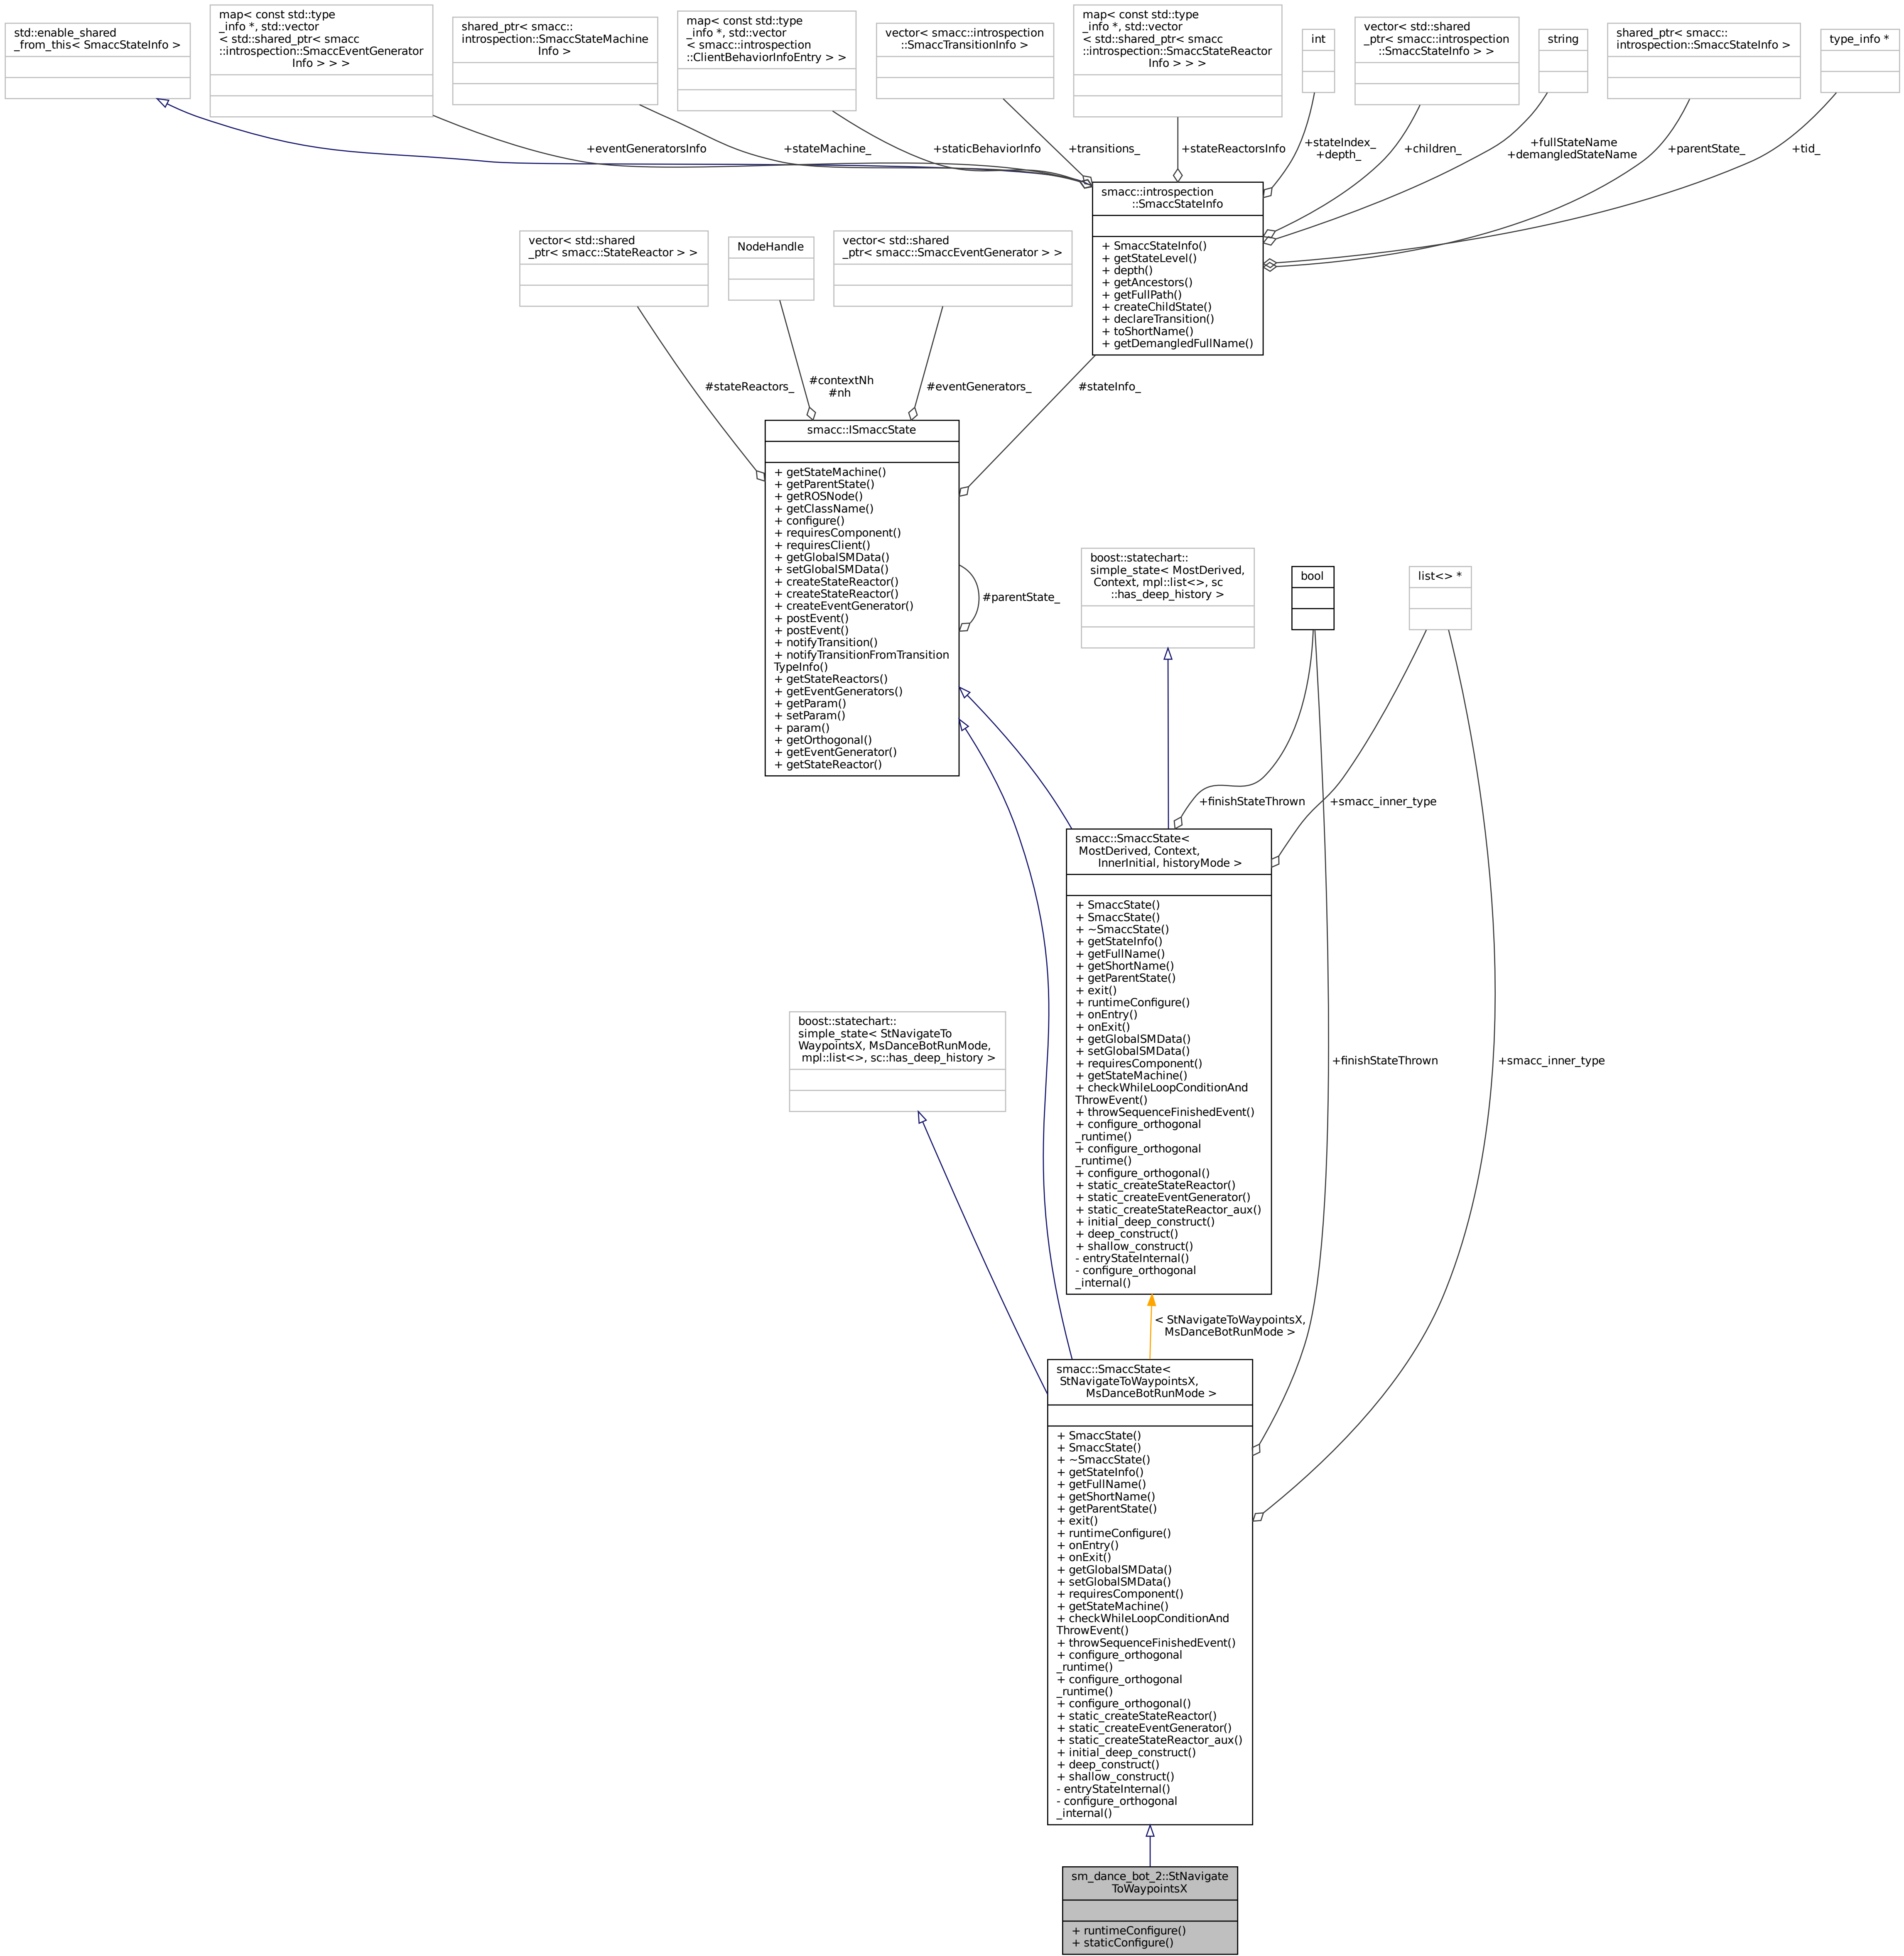 std::enable_shared
_from_this< SmaccStateInfo >
map< const std::type
_info *, std::vector
< std::shared_ptr< smacc
::introspection::SmaccEventGenerator
Info > > >
shared_ptr< smacc::
introspection::SmaccStateMachine
Info >
map< const std::type
_info *, std::vector
< smacc::introspection
::ClientBehaviorInfoEntry > >
vector< smacc::introspection
::SmaccTransitionInfo >
map< const std::type
_info *, std::vector
< std::shared_ptr< smacc
::introspection::SmaccStateReactor
Info > > >
int
vector< std::shared
_ptr< smacc::introspection
::SmaccStateInfo > >
string
shared_ptr< smacc::
introspection::SmaccStateInfo >
type_info *
+eventGeneratorsInfo
+stateMachine_
+staticBehaviorInfo
+transitions_
+stateReactorsInfo
+stateIndex_
+depth_
+children_
+fullStateName
+demangledStateName
+parentState_
+tid_
smacc::introspection
::SmaccStateInfo
+ SmaccStateInfo()
+ getStateLevel()
+ depth()
+ getAncestors()
+ getFullPath()
+ createChildState()
+ declareTransition()
+ toShortName()
+ getDemangledFullName()
vector< std::shared
_ptr< smacc::StateReactor > >
NodeHandle
vector< std::shared
_ptr< smacc::SmaccEventGenerator > >
#stateReactors_
#contextNh
#nh
#eventGenerators_
#stateInfo_
smacc::ISmaccState
+ getStateMachine()
+ getParentState()
+ getROSNode()
+ getClassName()
+ configure()
+ requiresComponent()
+ requiresClient()
+ getGlobalSMData()
+ setGlobalSMData()
+ createStateReactor()
+ createStateReactor()
+ createEventGenerator()
+ postEvent()
+ postEvent()
+ notifyTransition()
+ notifyTransitionFromTransition
TypeInfo()
+ getStateReactors()
+ getEventGenerators()
+ getParam()
+ setParam()
+ param()
+ getOrthogonal()
+ getEventGenerator()
+ getStateReactor()
#parentState_
boost::statechart::
simple_state< MostDerived,
Context, mpl::list<>, sc
::has_deep_history >
bool
list<> *
+finishStateThrown
+smacc_inner_type
smacc::SmaccState<
MostDerived, Context,
InnerInitial, historyMode >
+ SmaccState()
+ SmaccState()
+ ~SmaccState()
+ getStateInfo()
+ getFullName()
+ getShortName()
+ getParentState()
+ exit()
+ runtimeConfigure()
+ onEntry()
+ onExit()
+ getGlobalSMData()
+ setGlobalSMData()
+ requiresComponent()
+ getStateMachine()
+ checkWhileLoopConditionAnd
ThrowEvent()
+ throwSequenceFinishedEvent()
+ configure_orthogonal
_runtime()
+ configure_orthogonal
_runtime()
+ configure_orthogonal()
+ static_createStateReactor()
+ static_createEventGenerator()
+ static_createStateReactor_aux()
+ initial_deep_construct()
+ deep_construct()
+ shallow_construct()
- entryStateInternal()
- configure_orthogonal
_internal()
boost::statechart::
simple_state< StNavigateTo
WaypointsX, MsDanceBotRunMode,
mpl::list<>, sc::has_deep_history >
+finishStateThrown
+smacc_inner_type
< StNavigateToWaypointsX,
MsDanceBotRunMode >
smacc::SmaccState<
StNavigateToWaypointsX,
MsDanceBotRunMode >
+ SmaccState()
+ SmaccState()
+ ~SmaccState()
+ getStateInfo()
+ getFullName()
+ getShortName()
+ getParentState()
+ exit()
+ runtimeConfigure()
+ onEntry()
+ onExit()
+ getGlobalSMData()
+ setGlobalSMData()
+ requiresComponent()
+ getStateMachine()
+ checkWhileLoopConditionAnd
ThrowEvent()
+ throwSequenceFinishedEvent()
+ configure_orthogonal
_runtime()
+ configure_orthogonal
_runtime()
+ configure_orthogonal()
+ static_createStateReactor()
+ static_createEventGenerator()
+ static_createStateReactor_aux()
+ initial_deep_construct()
+ deep_construct()
+ shallow_construct()
- entryStateInternal()
- configure_orthogonal
_internal()
sm_dance_bot_2::StNavigate
ToWaypointsX
+ runtimeConfigure()
+ staticConfigure()